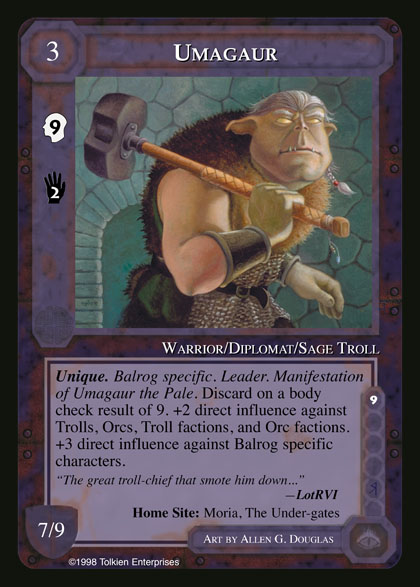 3
UMAGAUR
9
2
WARRIOR/DIPLOMAT/SAGE TROLL
Unique. Balrog specific. Leader. Manifestation
of Umagaur the Pale. Discard on a body
check result of 9. +2 direct influence against
Trolls, Orcs, Troll factions, and Orc factions.
+3 direct influence against Balrog specific
characters.
9
“The great troll-chief that smote him down...”
—LotRVI
Home Site: Moria, The Under-gates
7/9
ART BY ALLEN G. DOUGLAS
©1998 Tolkien Enterprises